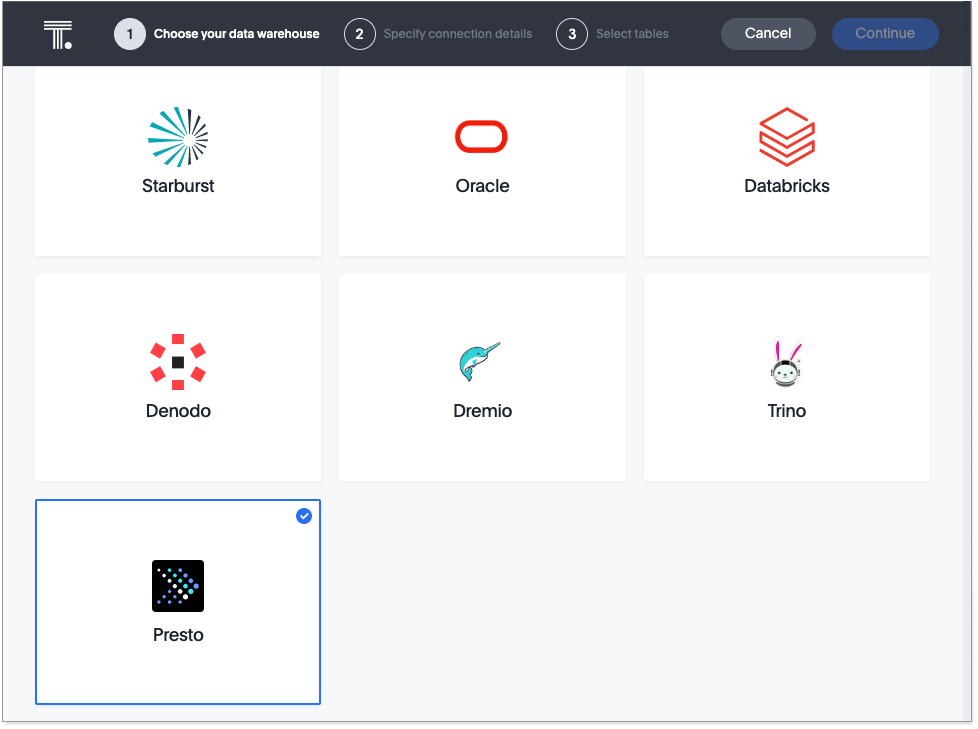 1 Choose your data warehouse 2 Specify connection details 3 Select tables Cancel Continue
Starburst Oracle Databricks
Denodo Dremio Trino
Presto